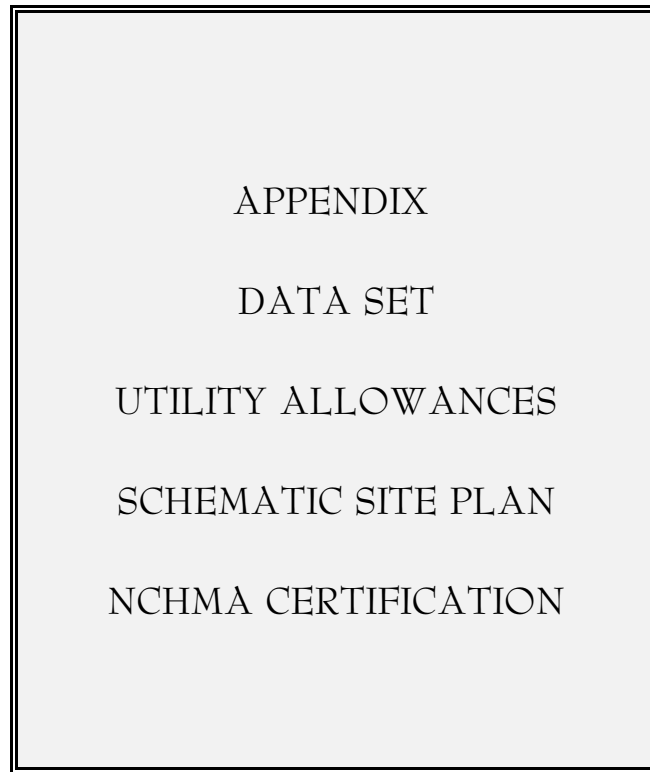 APPENDIX
DATA SET
UTILITY ALLOWANCES
SCHEMATIC SITE PLAN
NCHMA CERTIFICATION